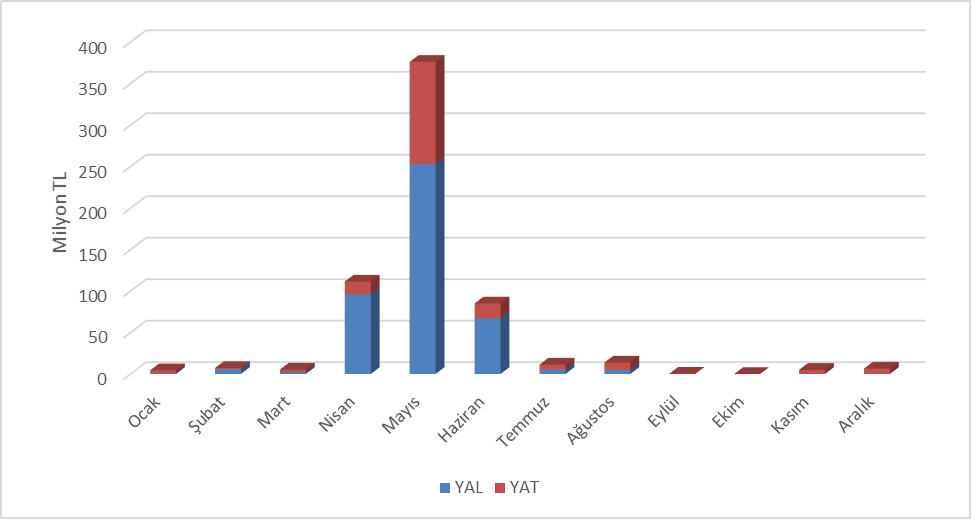 400
350
300
250
200
150
100
50
0
Milyon TL
Ocak
Şubat
Mart
Nisan
Mayıs
Haziran
Temmuz
Ağustos
Eylül
Ekim
Kasım
Aralık
YAL YAT